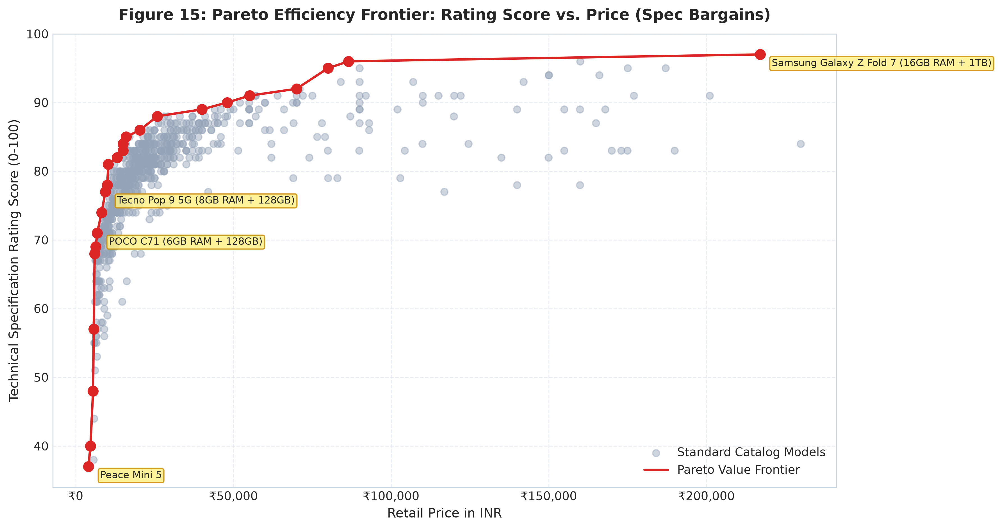 Figure 15: Pareto Efficiency Frontier: Rating Score vs. Price (Spec Bargains)
Technical Specification Rating Score (0-100)
100
90
80
70
60
50
40
Samsung Galaxy Z Fold 7 (16GB RAM + 1TB)
Tecno Pop 9 5G (8GB RAM + 128GB)
POCO C71 (6GB RAM + 128GB)
Peace Mini 5
Standard Catalog Models
Pareto Value Frontier
₹0
₹50,000
₹100,000
₹150,000
₹200,000
Retail Price in INR